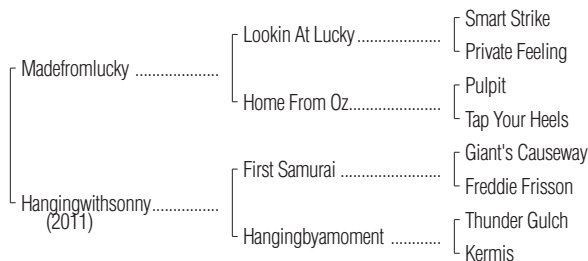 Smart Strike
Lookin At Lucky ....................
Private Feeling
Madefromlucky ....................
Pulpit
Home From Oz.......................
Tap Your Heels
Giant's Causeway
First Samurai .........................
Freddie Frisson
Hangingwithsonny................
(2011)
Thunder Gulch
Hangingbyamoment ............
Kermis